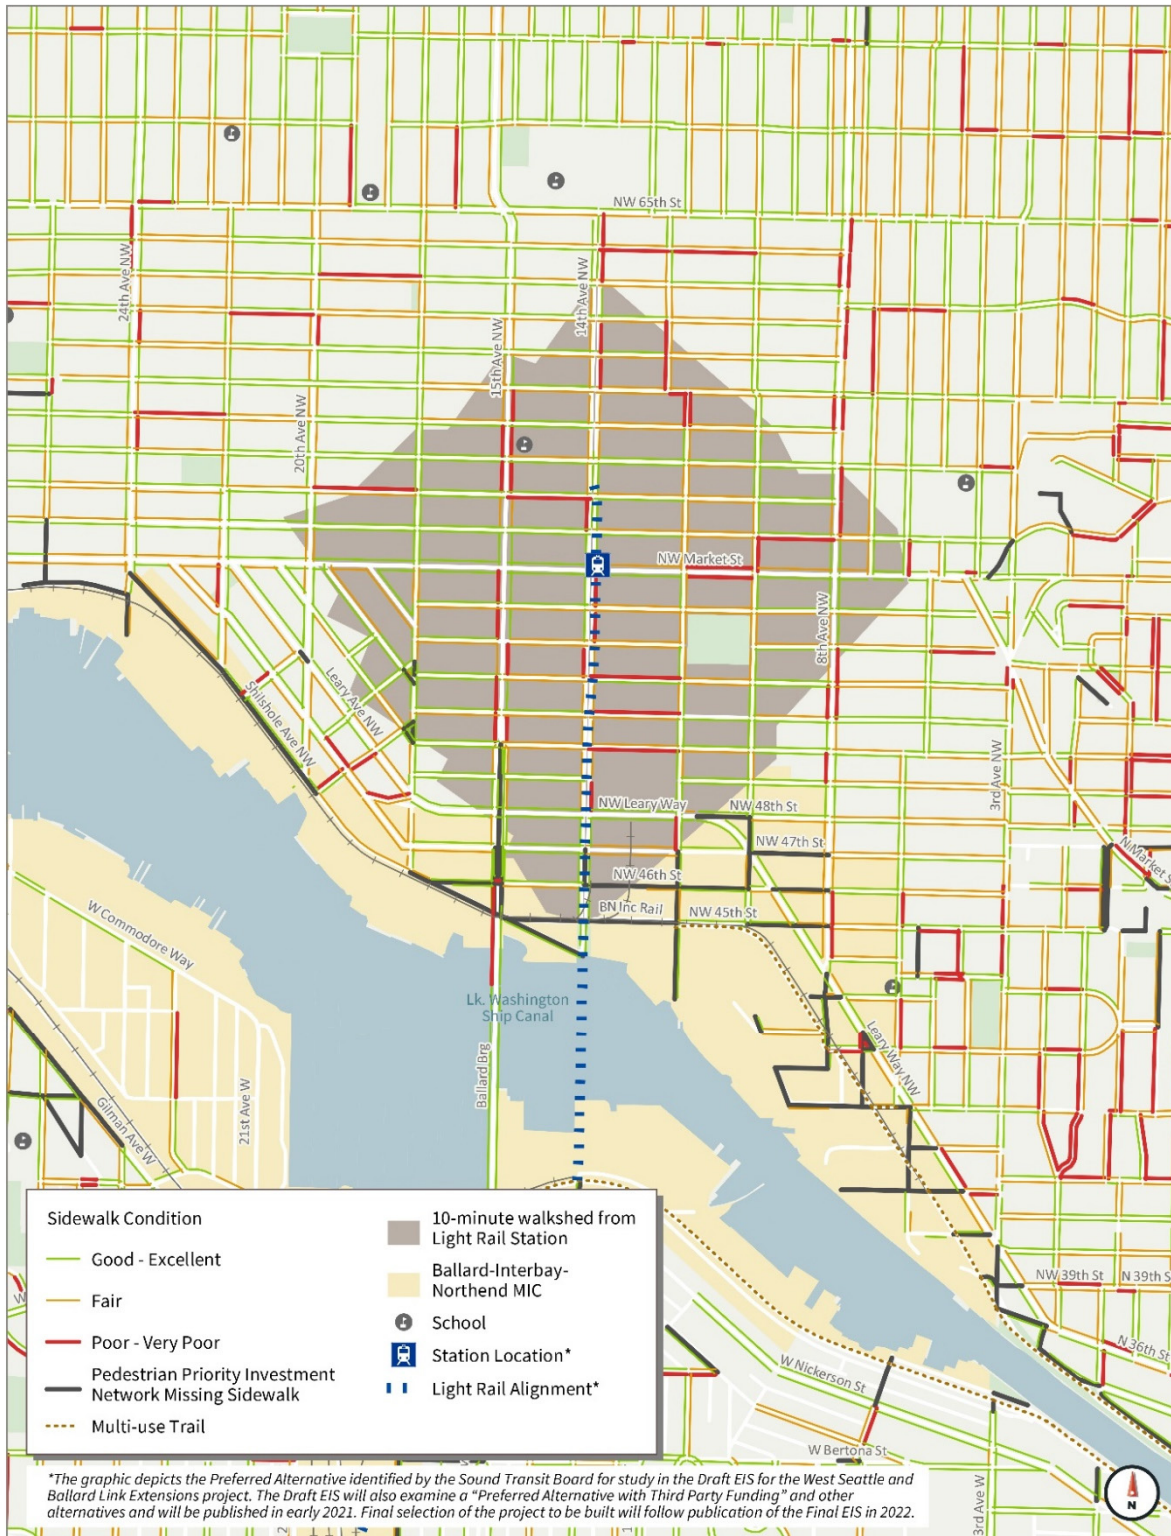 NW 65th St
24th Ave NW
14th Ave NW
15th Ave NW
20th Ave NW
NW Market St
8th Ave NW
Leary Ave NW
Shilshole Ave NW
3rd Ave NW
NW Leary Way
NW 48th St
NW 47th St
N Market S
NW 46th St
BN Inc Rail
NW 45th St
W Commodore Way
Lk. Washington
Ship Canal
Leary Way NW
Ballard Brg
21st Ave W
Gilman Ave W
NW 39th St
N 39th S
N 36th St
W Nickerson St
W Bertona St
3rd Ave W
Sidewalk Condition
Good - Excellent
Fair
Poor - Very Poor
Pedestrian Priority Investment
Network Missing Sidewalk
Multi-use Trail
10-minute walkshed from
Light Rail Station
Ballard-Interbay-
Northend MIC
School
Station Location*
Light Rail Alignment*
*The graphic depicts the Preferred Alternative identified by the Sound Transit Board for study in the Draft EIS for the West Seattle and
Ballard Link Extensions project. The Draft EIS will also examine a “Preferred Alternative with Third Party Funding” and other
alternatives and will be published in early 2021. Final selection of the project to be built will follow publication of the Final EIS in 2022.
N